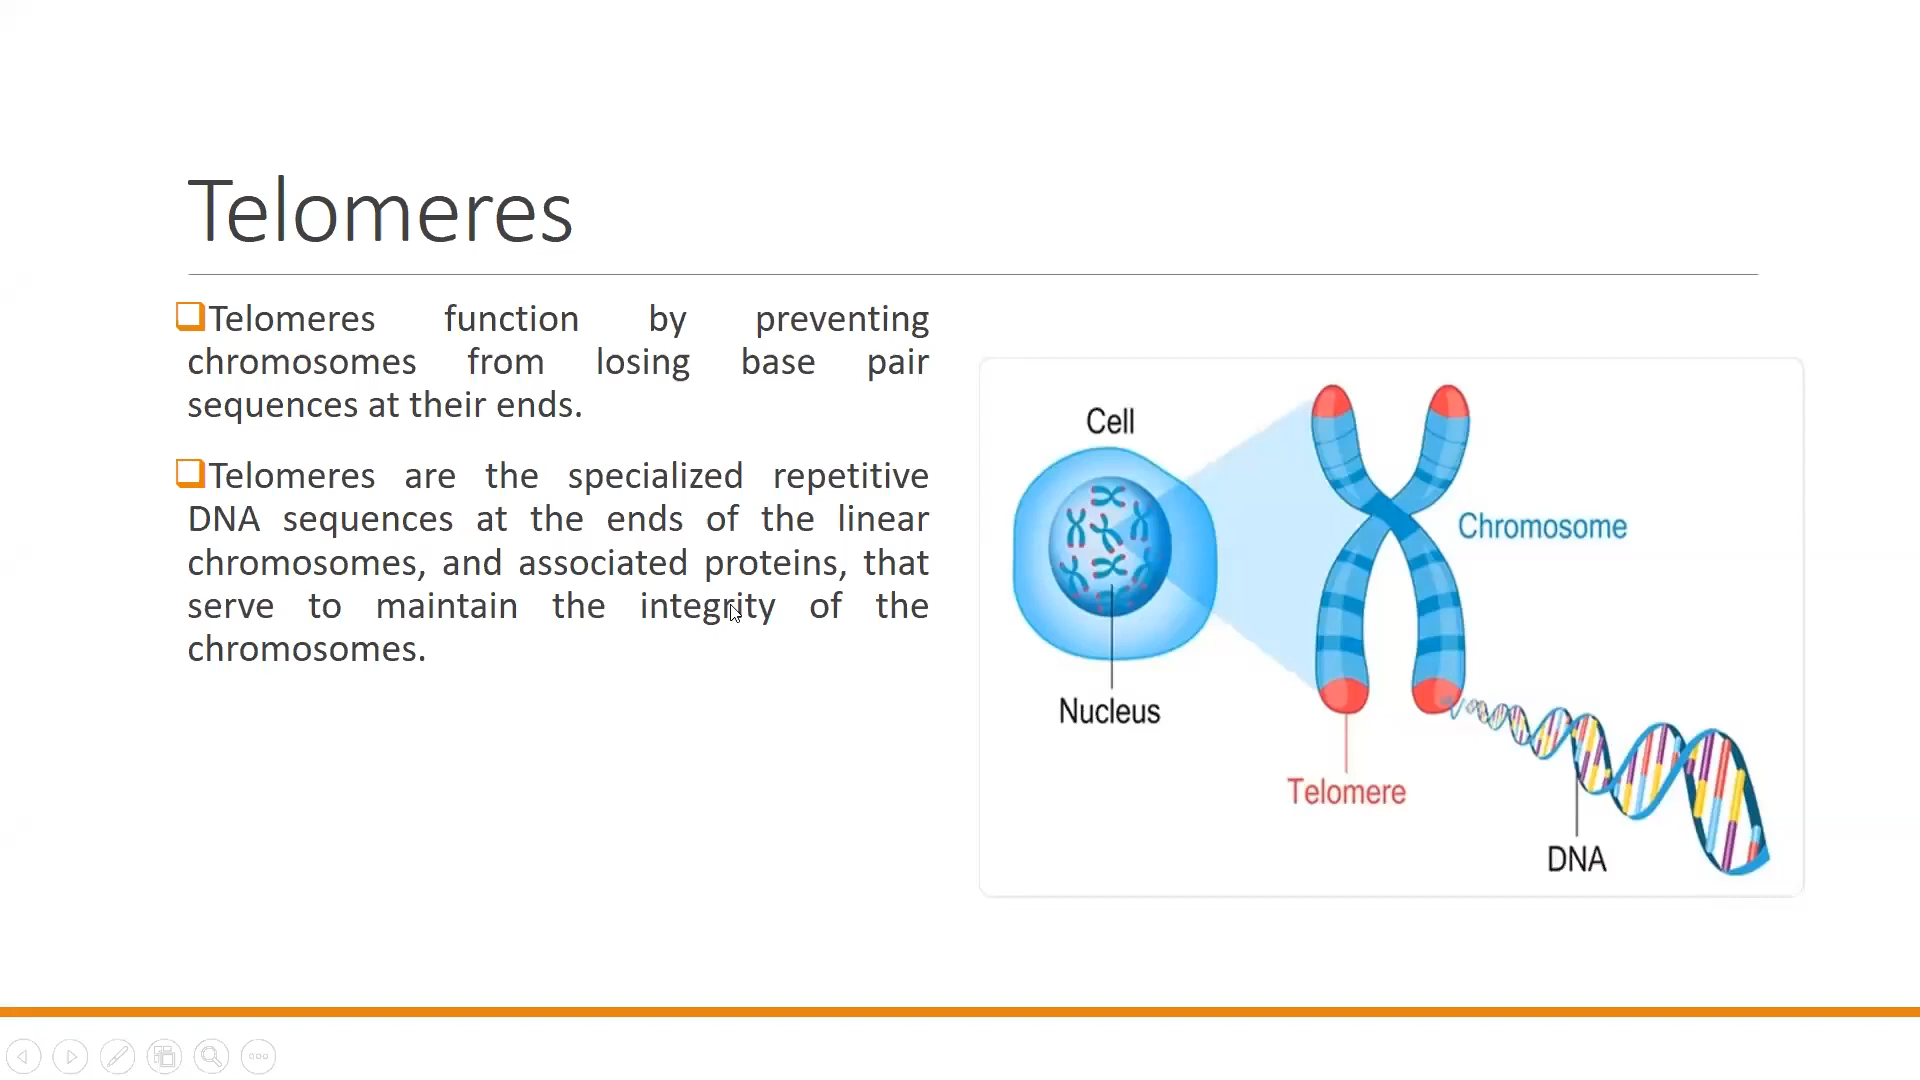 Telomeres
Telomeres function by preventing
chromosomes from losing base pair
sequences at their ends.
Telomeres are the specialized repetitive
DNA sequences at the ends of the linear
chromosomes, and associated proteins, that
serve to maintain the integrity of the
chromosomes.
Cell
Chromosome
Nucleus
Telomere
DNA